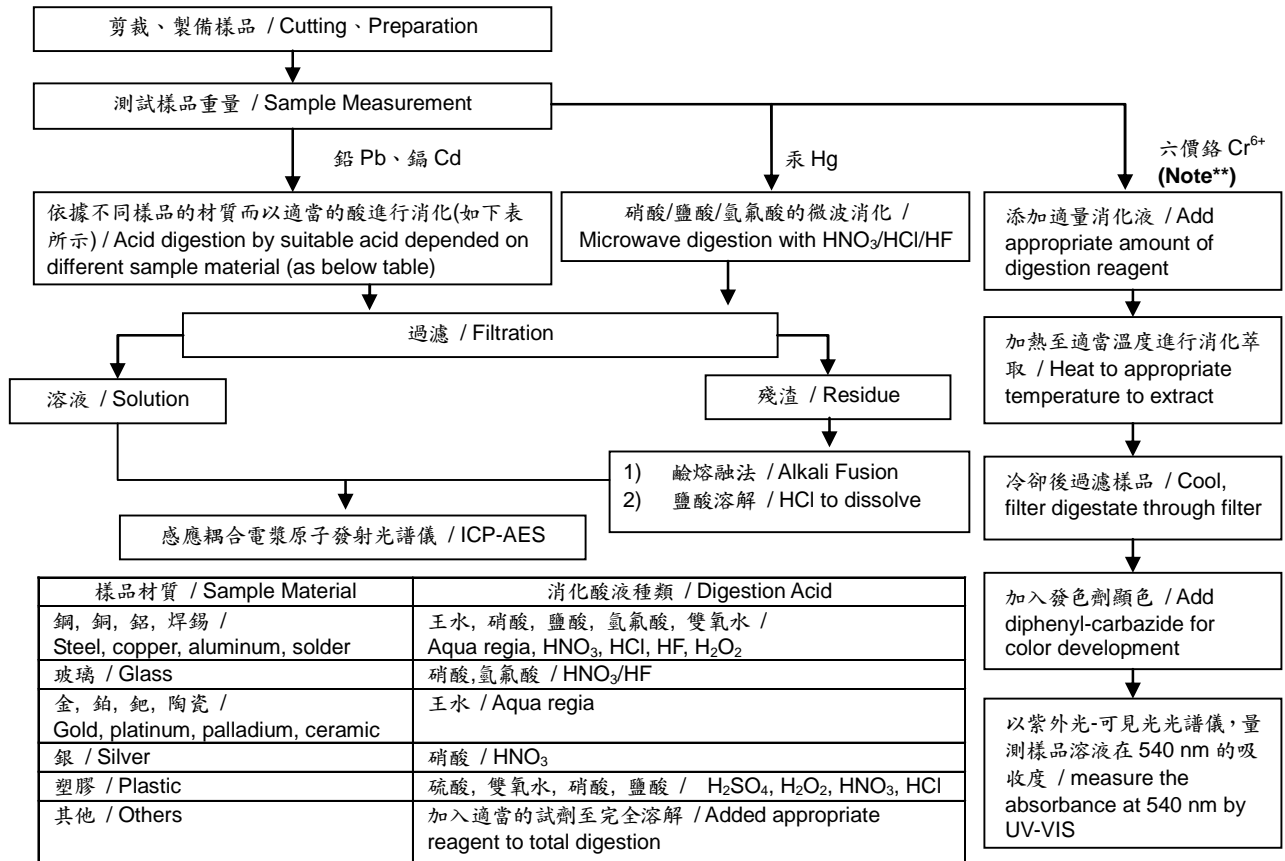 剪裁、製備樣品 / Cutting、Preparation
測試樣品重量 / Sample Measurement
鉛 Pb、鎘 Cd
汞 Hg
六價鉻 Cr⁶⁺
(Note**)
依據不同樣品的材質而以適當的酸進行消化(如下表
所示) / Acid digestion by suitable acid depended on
different sample material (as below table)
硝酸/鹽酸/氫氟酸的微波消化 /
Microwave digestion with HNO₃/HCl/HF
添加適量消化液 / Add
appropriate amount of
digestion reagent
過濾 / Filtration
加熱至適當溫度進行消化萃
取 / Heat to appropriate
temperature to extract
溶液 / Solution
殘渣 / Residue
1) 鹼熔融法 / Alkali Fusion
2) 鹽酸溶解 / HCl to dissolve
冷卻後過濾樣品 / Cool,
filter digestate through filter
感應耦合電漿原子發射光譜儀 / ICP-AES
加入發色劑顯色 / Add
diphenyl-carbazide for
color development
以紫外光-可見光光譜儀，量
測樣品溶液在 540 nm 的吸
收度 / measure the
absorbance at 540 nm by
UV-VIS
樣品材質 / Sample Material
消化酸液種類 / Digestion Acid
鋼, 銅, 鋁, 焊錫 /
Steel, copper, aluminum, solder
王水, 硝酸, 鹽酸, 氫氟酸, 雙氧水 /
Aqua regia, HNO₃, HCl, HF, H₂O₂
玻璃 / Glass
硝酸,氫氟酸 / HNO₃/HF
金, 鉑, 鈀, 陶瓷 /
Gold, platinum, palladium, ceramic
王水 / Aqua regia
銀 / Silver
硝酸 / HNO₃
塑膠 / Plastic
硫酸, 雙氧水, 硝酸, 鹽酸 / H₂SO₄, H₂O₂, HNO₃, HCl
其他 / Others
加入適當的試劑至完全溶解 / Added appropriate
reagent to total digestion